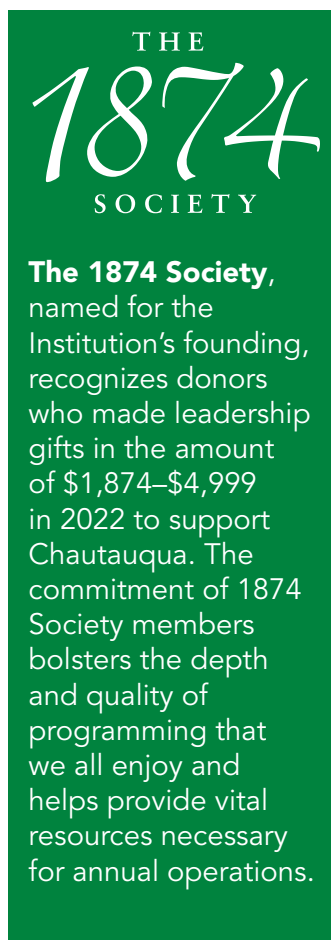 THE
1874
SOCIETY
The 1874 Society,
named for the
Institution’s founding,
recognizes donors
who made leadership
gifts in the amount
of $1,874–$4,999
in 2022 to support
Chautauqua. The
commitment of 1874
Society members
bolsters the depth
and quality of
programming that
we all enjoy and
helps provide vital
resources necessary
for annual operations.